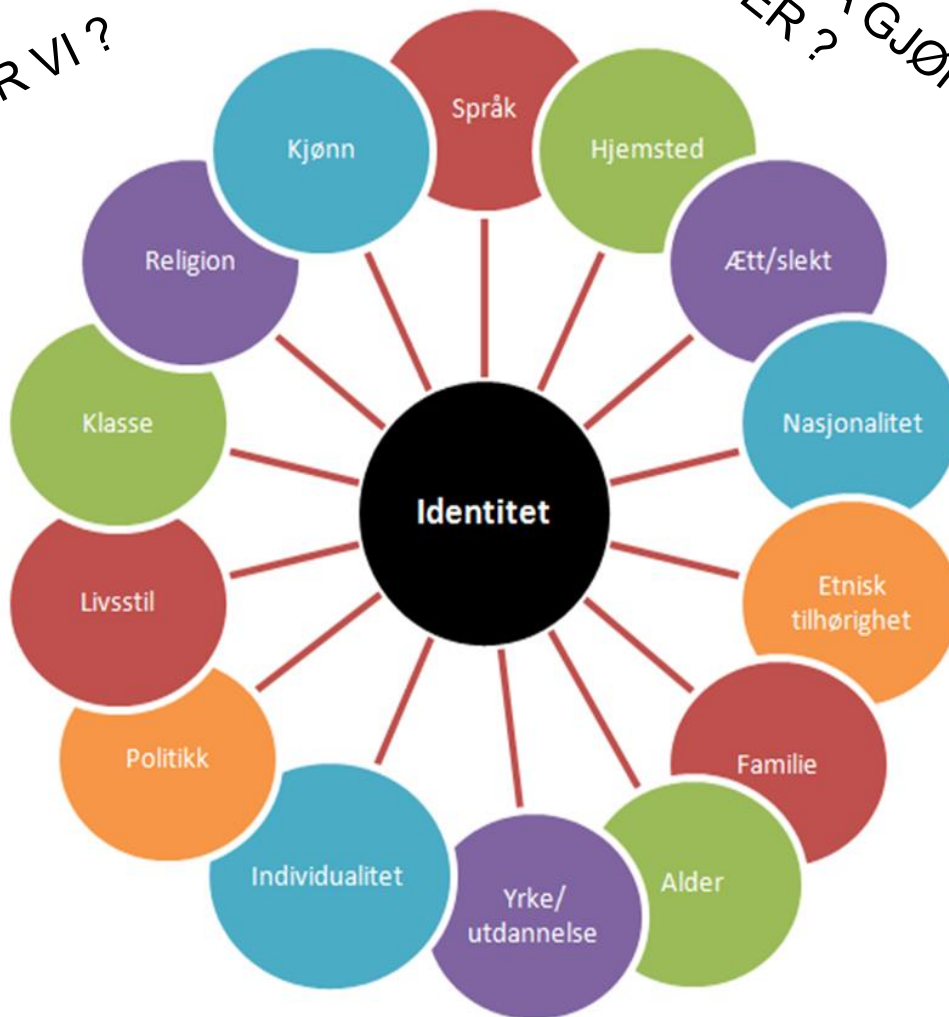 R VI ?
ER ?
GJØ
Språk
Kjønn
Hjemsted
Religion
Ætt/slekt
Klasse
Nasjonalitet
Identitet
Livsstil
Etnisk
tilhørighet
Politikk
Familie
Individualitet
Alder
Yrke/
utdannelse